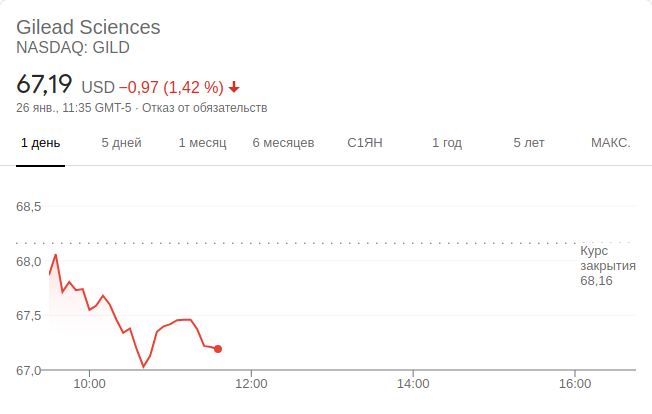 Gilead Sciences
NASDAQ: GILD
67,19 USD −0,97 (1,42 %)
26 янв., 11:35 GMT-5 · Отказ от обязательств
1 день 5 дней 1 месяц 6 месяцев С1ЯН 1 год 5 лет МАКС.
68,5
68,0
67,5
67,0
Курс
закрытия
68,16
10:00 12:00 14:00 16:00